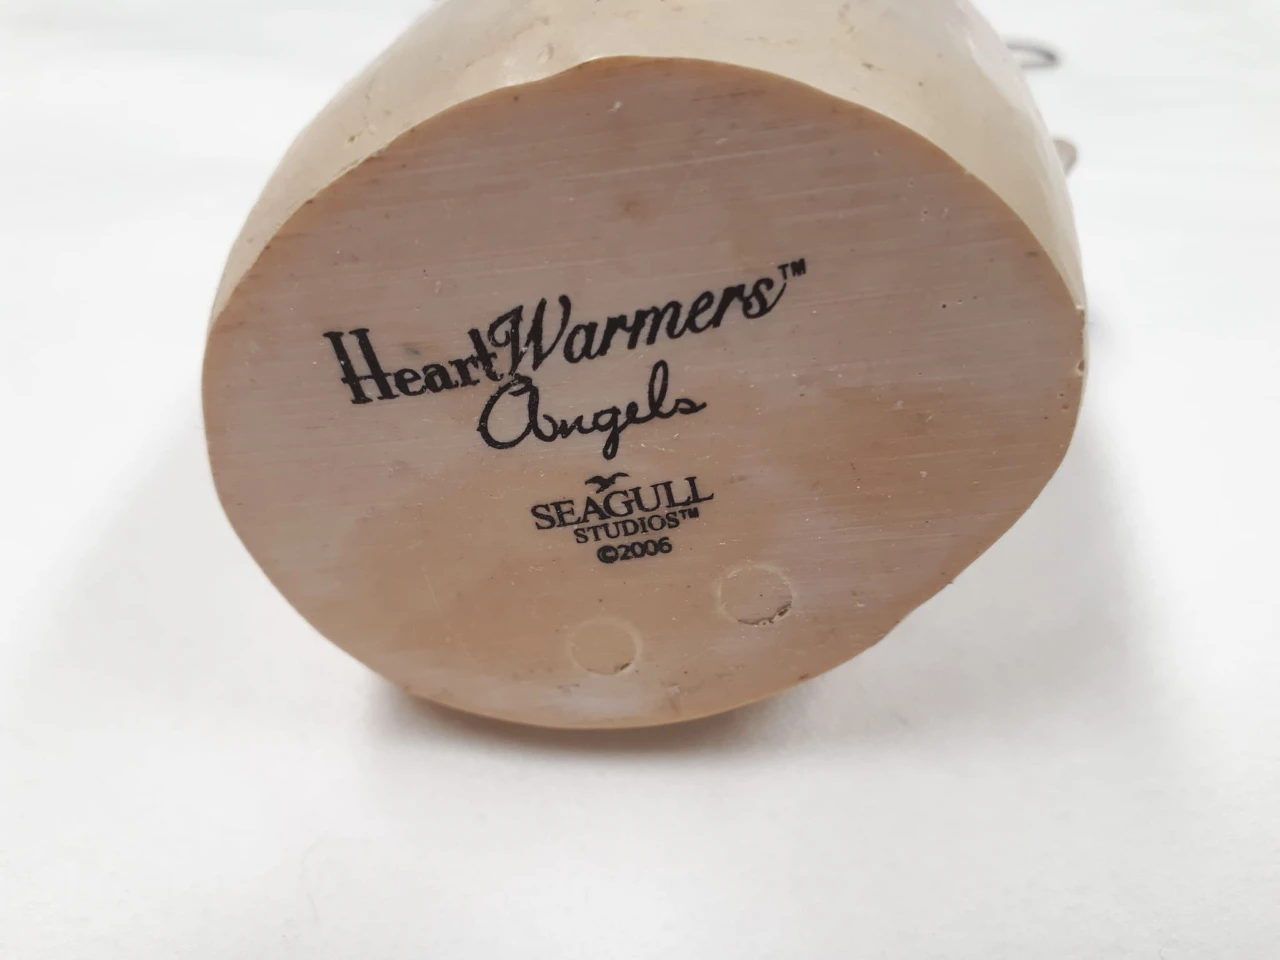 HeartWarmers™
Angels
SEAGULL
STUDIOS™
©2006